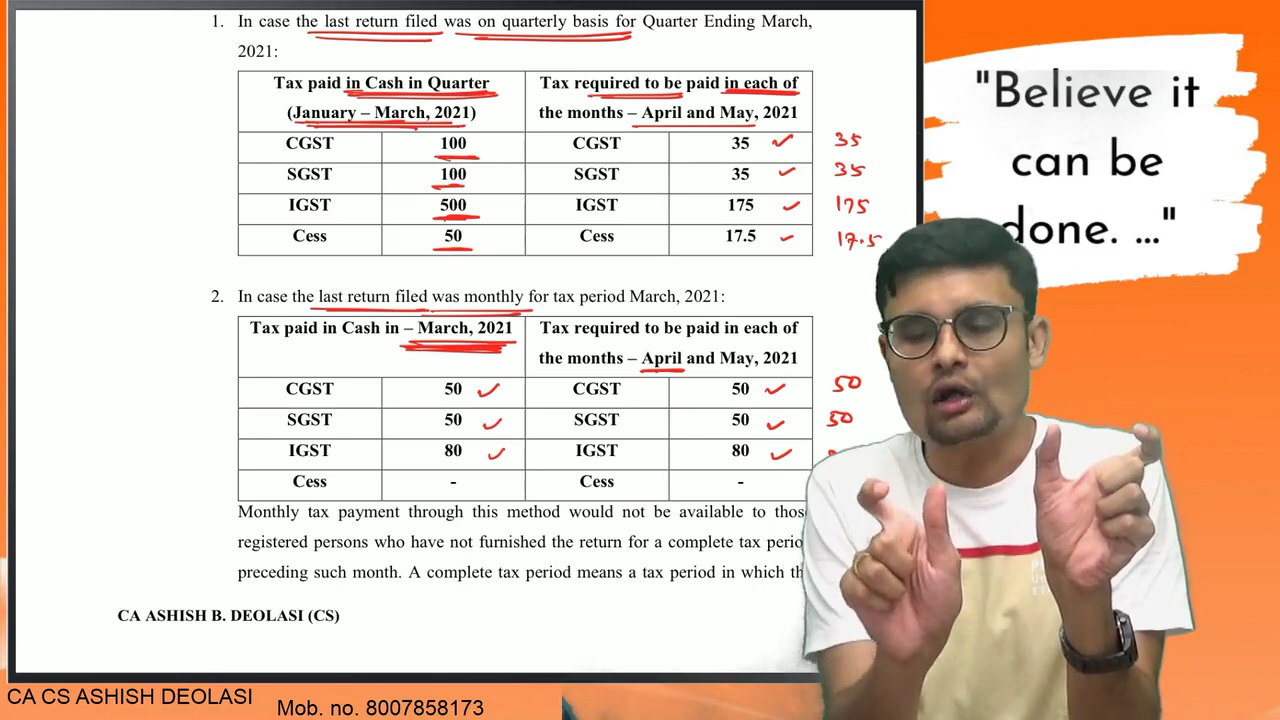 1. In case the last return filed was on quarterly basis for Quarter Ending March,
2021:
Tax paid in Cash in Quarter
(January – March, 2021)
Tax required to be paid in each of
the months – April and May, 2021
CGST 100 CGST 35 35
SGST 100 SGST 35 35
IGST 500 IGST 175 175
Cess 50 Cess 17.5 17.5
2. In case the last return filed was monthly for tax period March, 2021:
Tax paid in Cash in – March, 2021
Tax required to be paid in each of
the months – April and May, 2021
CGST 50 CGST 50 50
SGST 50 SGST 50 50
IGST 80 IGST 80
Cess - Cess -
Monthly tax payment through this method would not be available to
registered persons who have not furnished the return for a complete tax
preceding such month. A complete tax period means a tax period in which
CA ASHISH B. DEOLASI (CS)
"Believe it
can be
done. ..."
CA CS ASHISH DEOLASI
Mob. no. 8007858173